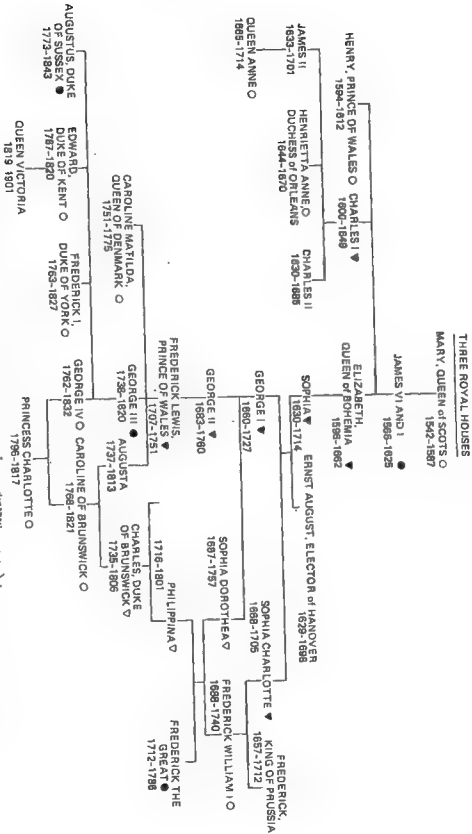 THREE ROYAL HOUSES
MARY, QUEEN of SCOTS ○
1542-1587
JAMES VI AND I ●
1566-1625
HENRY, PRINCE OF WALES ○
1594-1612
CHARLES I ▼
1600-1649
ELIZABETH,
QUEEN of BOHEMIA ▼
1596-1662
JAMES II
1633-1701
HENRIETTA ANNE, ○
DUCHESS of ORLEANS
1644-1670
CHARLES II
1630-1685
SOPHIA ▼
1630-1714
ERNST AUGUST, ELECTOR of HANOVER
1629-1698
QUEEN ANNE ○
1665-1714
GEORGE I ▼
1660-1727
SOPHIA CHARLOTTE ▼
1668-1705
FREDERICK,
KING OF PRUSSIA
1657-1712
GEORGE II ▼
1683-1760
SOPHIA DOROTHEA ▽
1687-1757
FREDERICK WILLIAM I ○
1688-1740
CAROLINE MATILDA,
QUEEN OF DENMARK ○
1751-1775
FREDERICK LEWIS,
PRINCE OF WALES ▼
1707-1751
PHILIPPINA ▽
1716-1801
FREDERICK THE
GREAT ●
1712-1786
GEORGE III ●
1738-1820
AUGUSTA
1737-1813
CHARLES, DUKE
OF BRUNSWICK ▽
1735-1806
AUGUSTUS, DUKE
OF SUSSEX ●
1773-1843
EDWARD,
DUKE OF KENT ○
1767-1820
FREDERICK I,
DUKE OF YORK ○
1763-1827
GEORGE IV ○
1762-1832
CAROLINE OF BRUNSWICK ○
1768-1821
QUEEN VICTORIA
1819 1901
PRINCESS CHARLOTTE ○
1796-1817